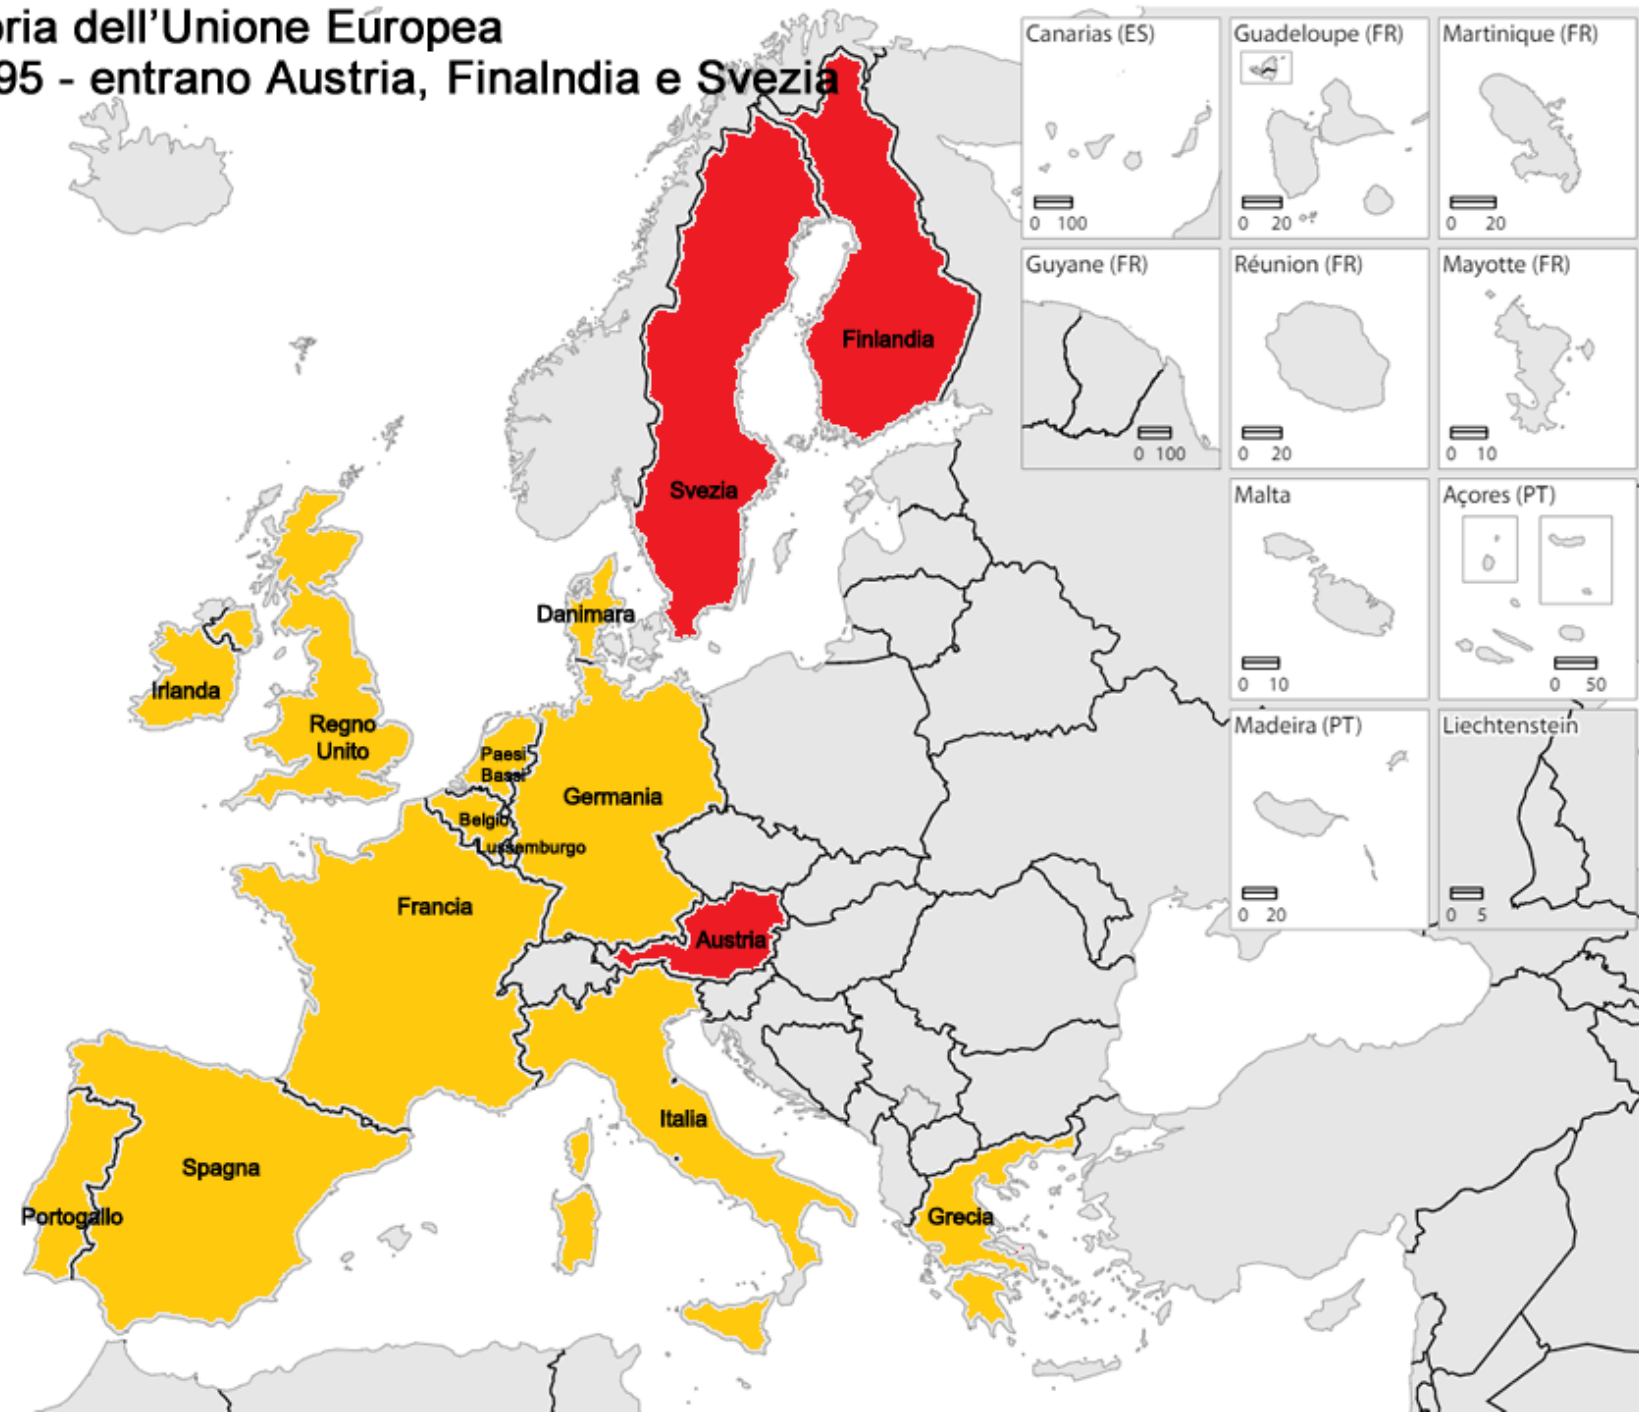 oria dell'Unione Europea
95 - entrano Austria, Finalndia e Svezia
Canarias (ES)
0 100
Guadeloupe (FR)
0 20
Martinique (FR)
0 20
Guyane (FR)
0 100
Réunion (FR)
0 20
Mayotte (FR)
0 10
Malta
0 10
Açores (PT)
0 50
Madeira (PT)
0 20
Liechtenstein
0 5
Finlandia
Svezia
Danimara
Irlanda
Regno
Unito
Paesi
Bassi
Germania
Belgio
Lussemburgo
Francia
Austria
Italia
Spagna
Portogallo
Grecia